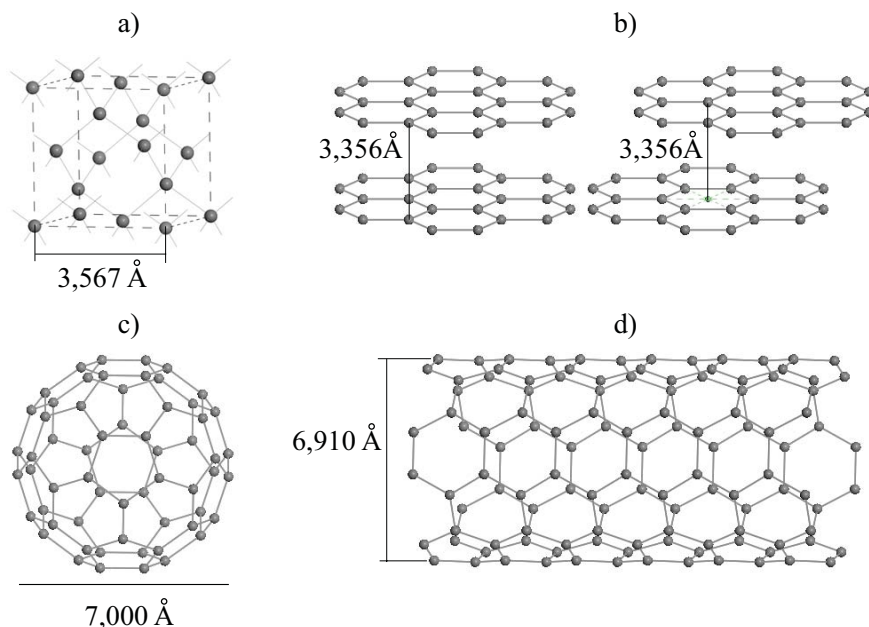 a)
b)
3,356Å
3,356Å
3,567 Å
c)
d)
6,910 Å
7,000 Å